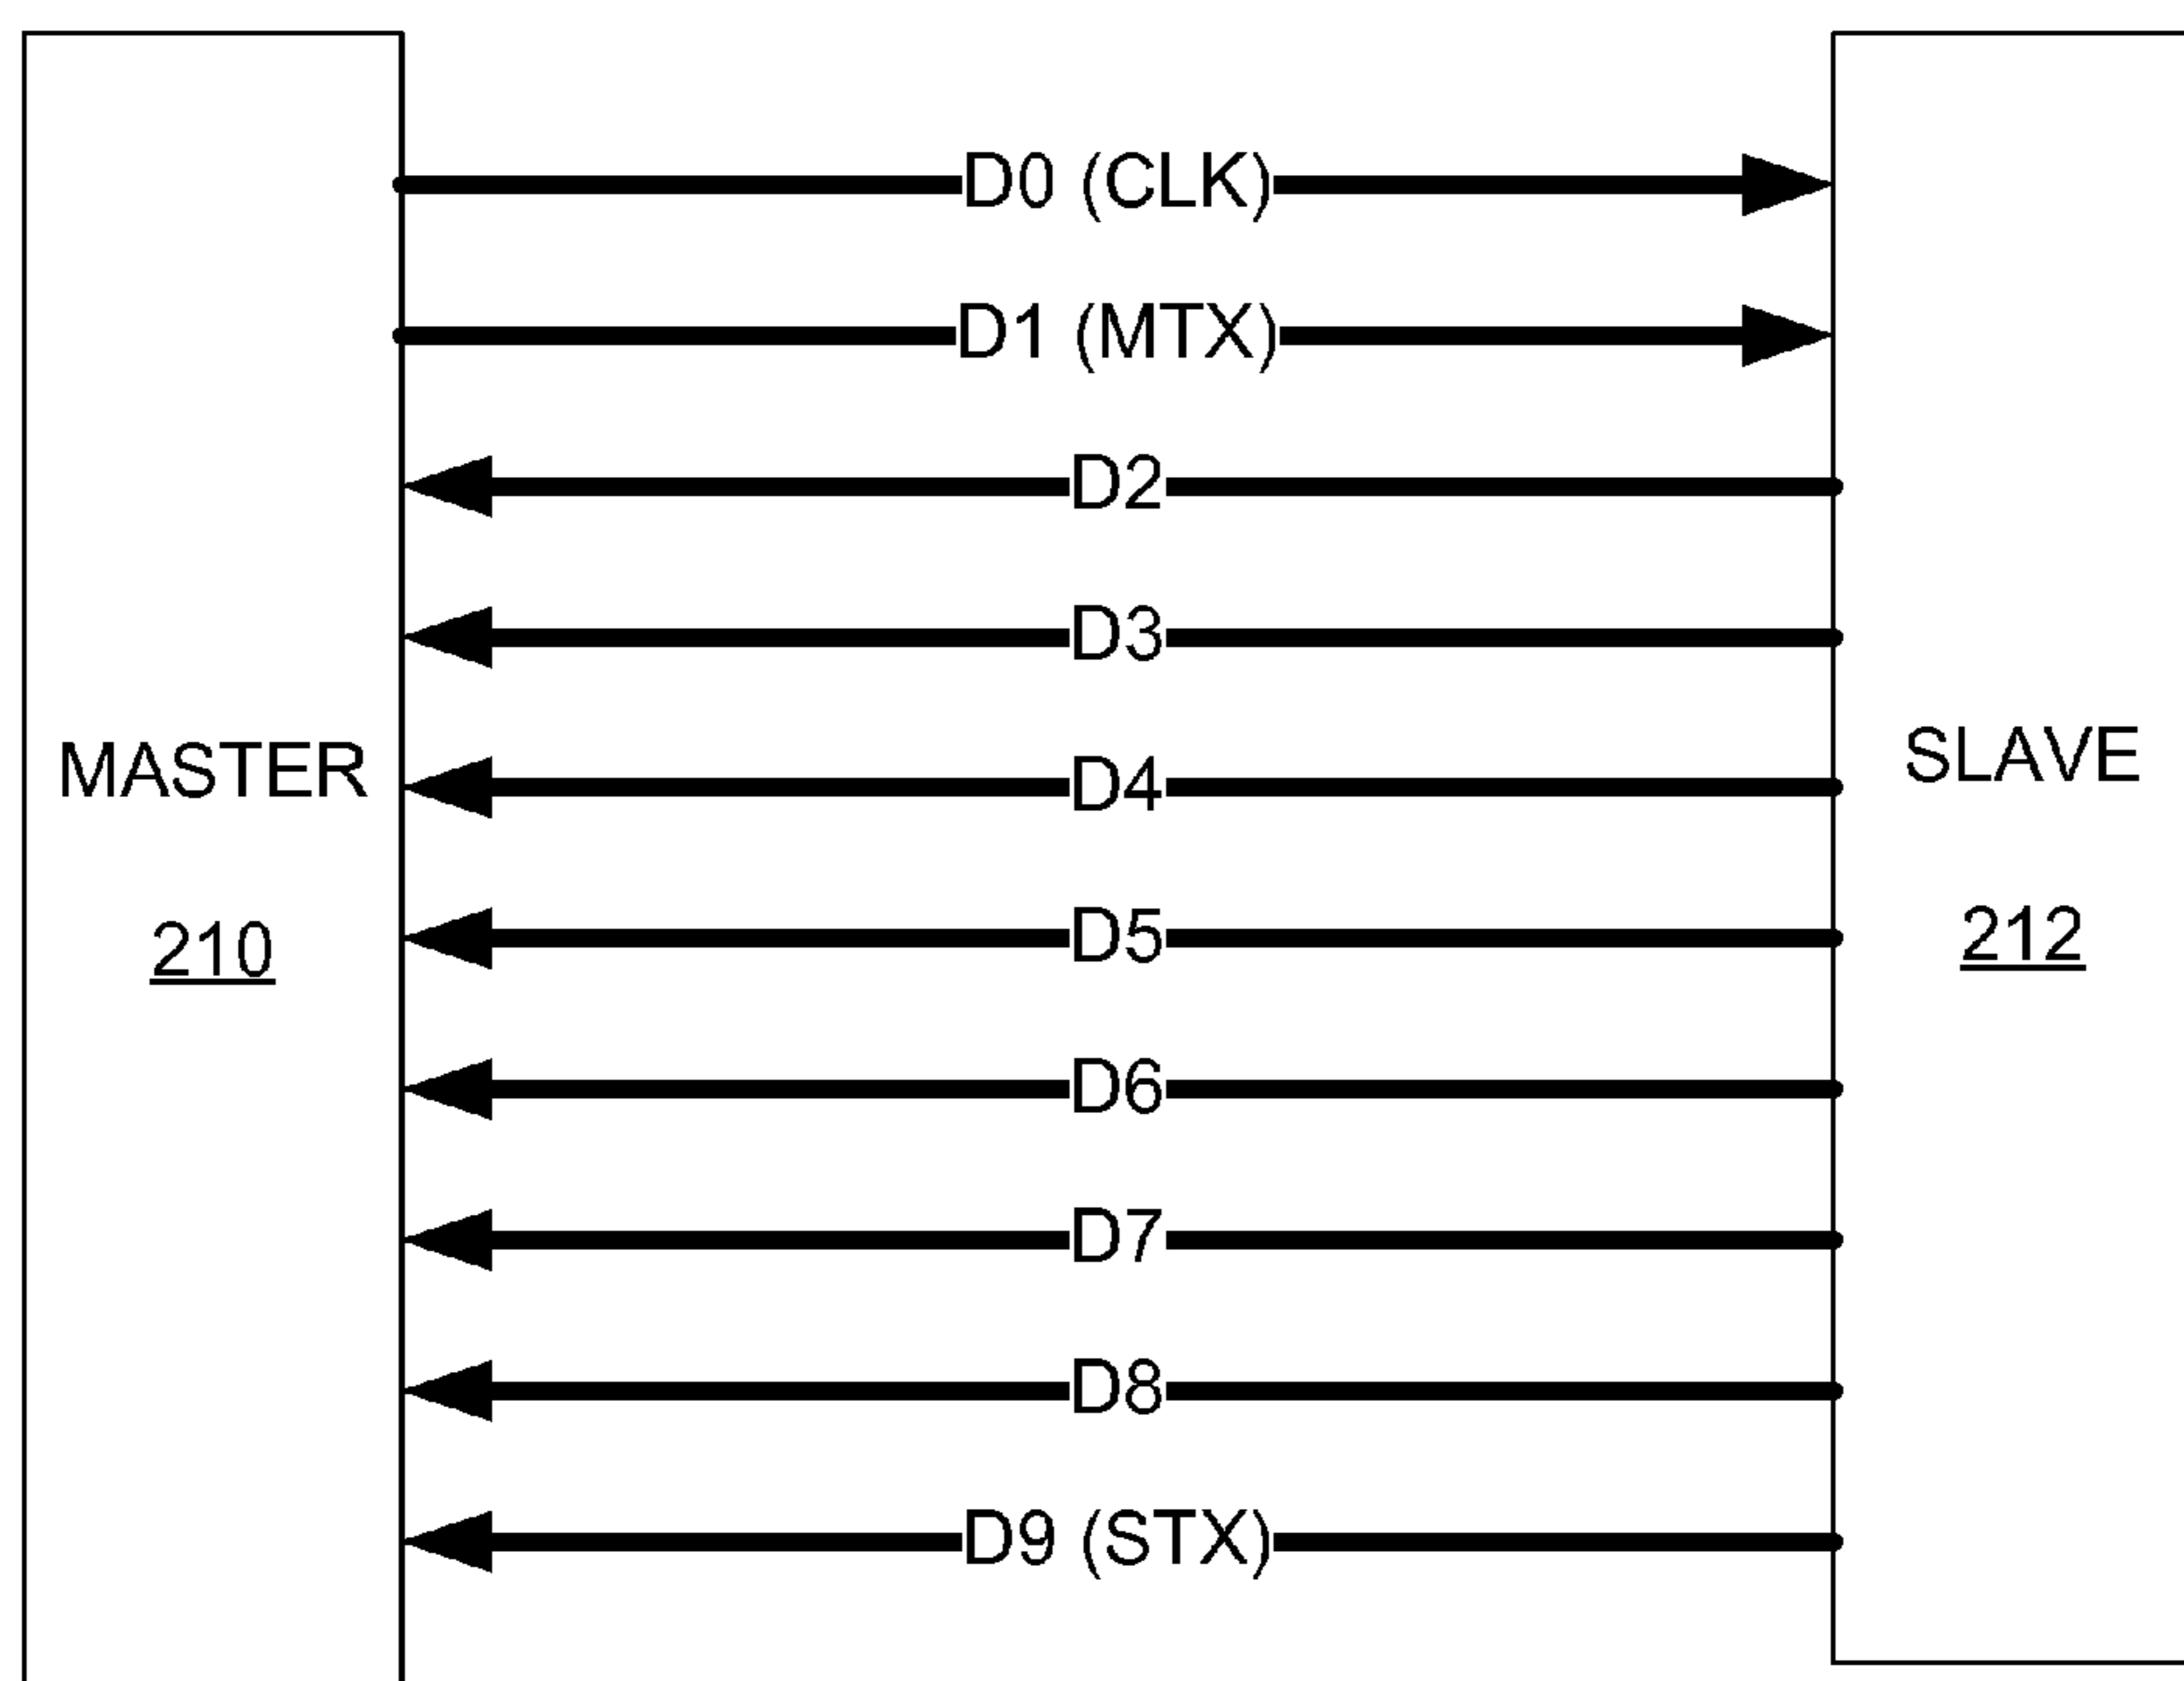 D0 (CLK)
D1 (MTX)
D2
D3
MASTER
210
D4
D5
D6
D7
D8
D9 (STX)
SLAVE
212